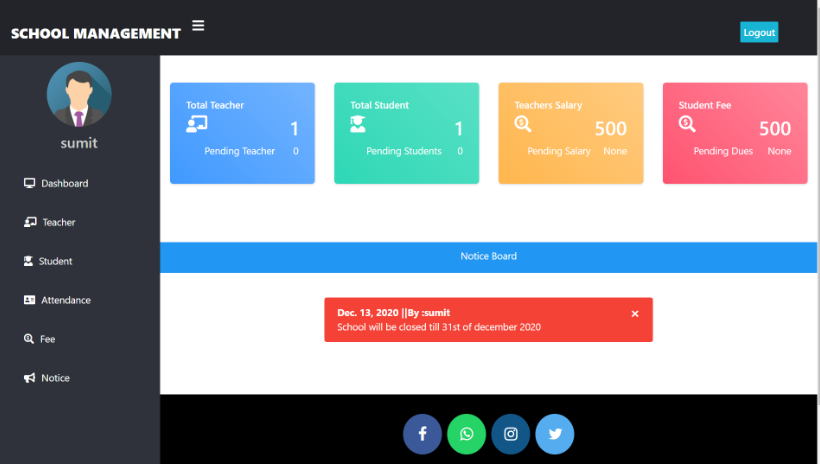 SCHOOL MANAGEMENT
Logout
sumit
Dashboard
Teacher
Student
Attendance
Fee
Notice
Total Teacher
1
Pending Teacher 0
Total Student
1
Pending Students 0
Teachers Salary
500
Pending Salary None
Student Fee
500
Pending Dues None
Notice Board
Dec. 13, 2020 ||By :sumit
School will be closed till 31st of december 2020